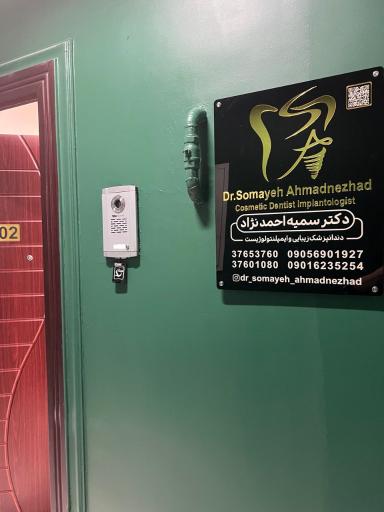 Dr.Somayeh Ahmadnezhad
Cosmetic Dentist Implantologist
دکتر سمیه احمدنژاد
دندانپزشک زیبایی و ایمپلنتولوژیست
37653760 09056901927
37601080 09016235254
dr_somayeh_ahmadnezhad
02